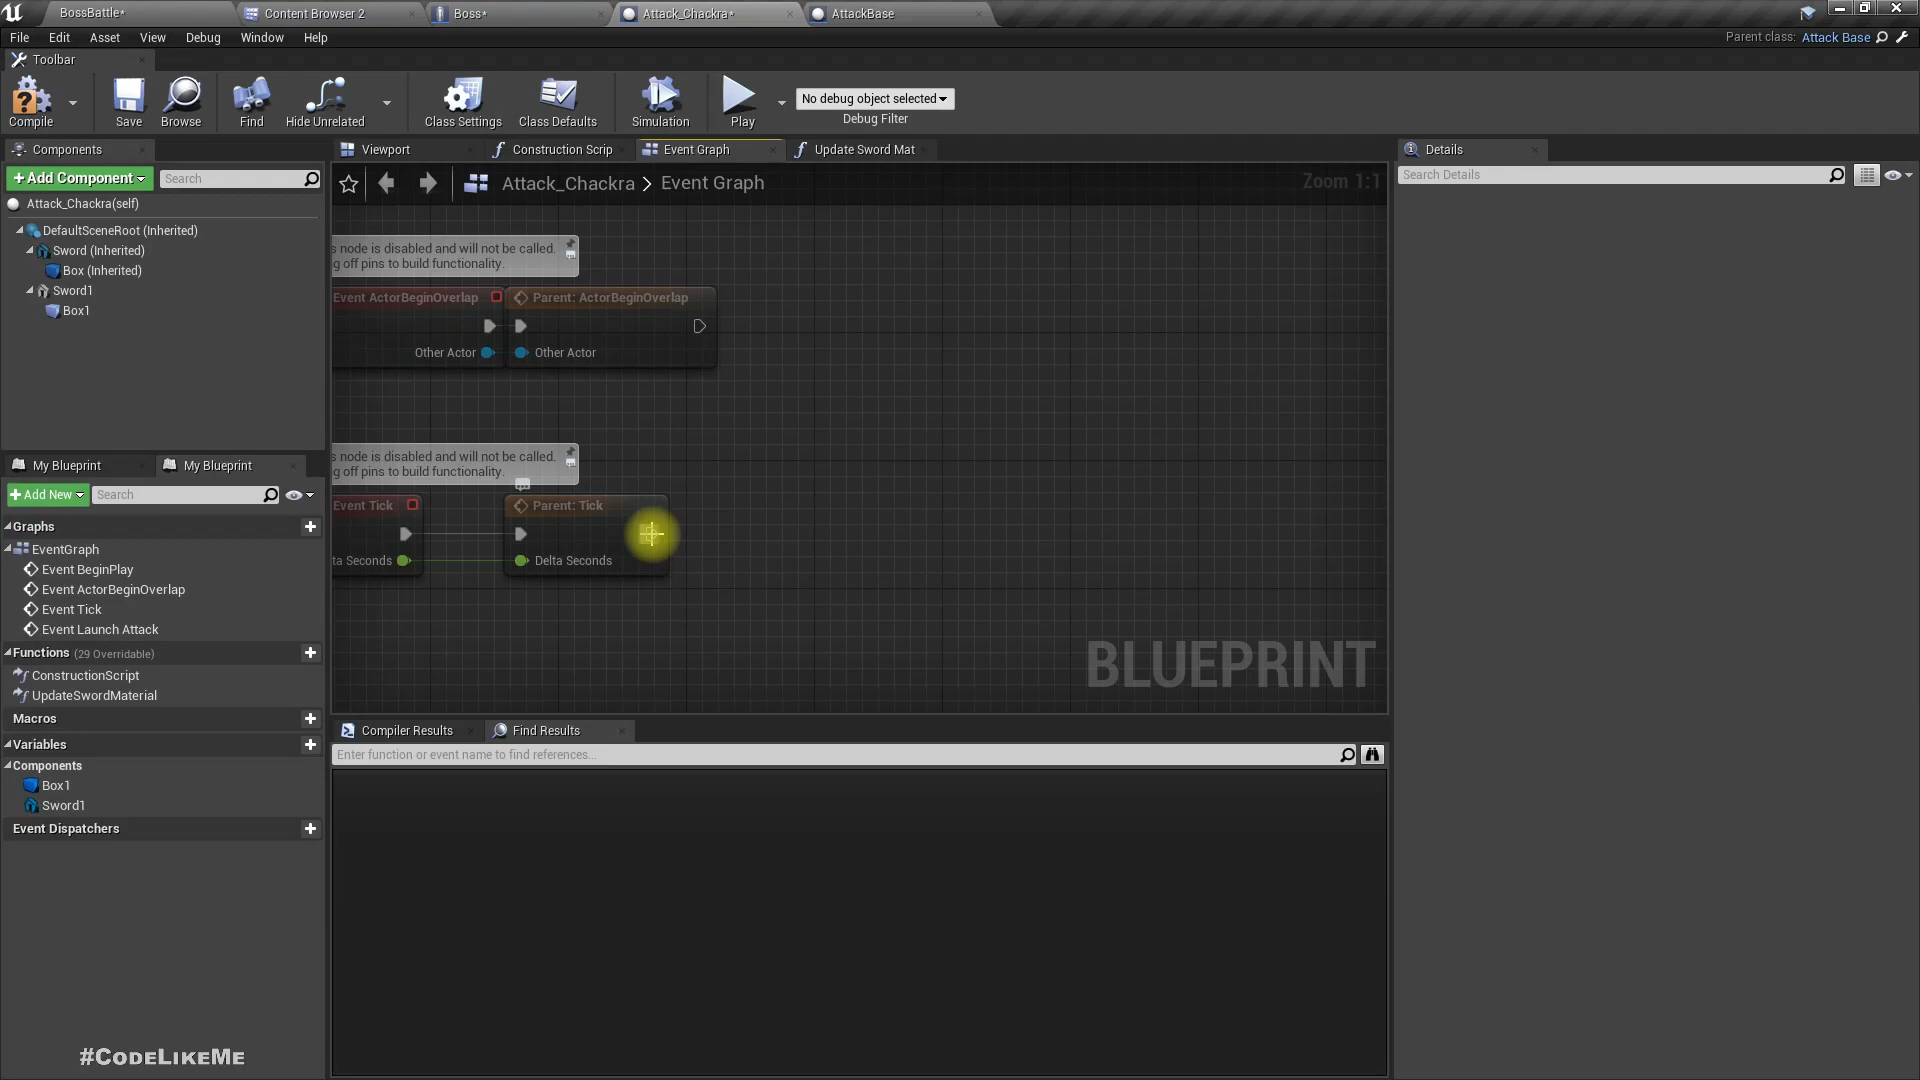 BossBattle*
Content Browser 2
Boss*
Attack_Chackra*
AttackBase
File Edit Asset View Debug Window Help
Parent class: Attack Base
Toolbar
Compile
Save
Browse
Find
Hide Unrelated
Class Settings
Class Defaults
Simulation
Play
No debug object selected
Debug Filter
Components
Viewport
Construction Scrip
Event Graph
Update Sword Mat
Details
+Add Component
Search
Attack_Chackra > Event Graph
Zoom 1:1
Search Details
Attack_Chackra(self)
DefaultSceneRoot (Inherited)
Sword (Inherited)
Box (Inherited)
Sword1
Box1
s node is disabled and will not be called.
g off pins to build functionality.
Event ActorBeginOverlap
Parent: ActorBeginOverlap
Other Actor
Other Actor
s node is disabled and will not be called.
g off pins to build functionality.
Event Tick
Parent: Tick
ta Seconds
Delta Seconds
BLUEPRINT
My Blueprint
My Blueprint
+Add New
Search
Graphs
EventGraph
Event BeginPlay
Event ActorBeginOverlap
Event Tick
Event Launch Attack
Functions (29 Overridable)
ConstructionScript
UpdateSwordMaterial
Macros
Variables
Components
Box1
Sword1
Event Dispatchers
Compiler Results
Find Results
Enter function or event name to find references...
#CodeLikeMe